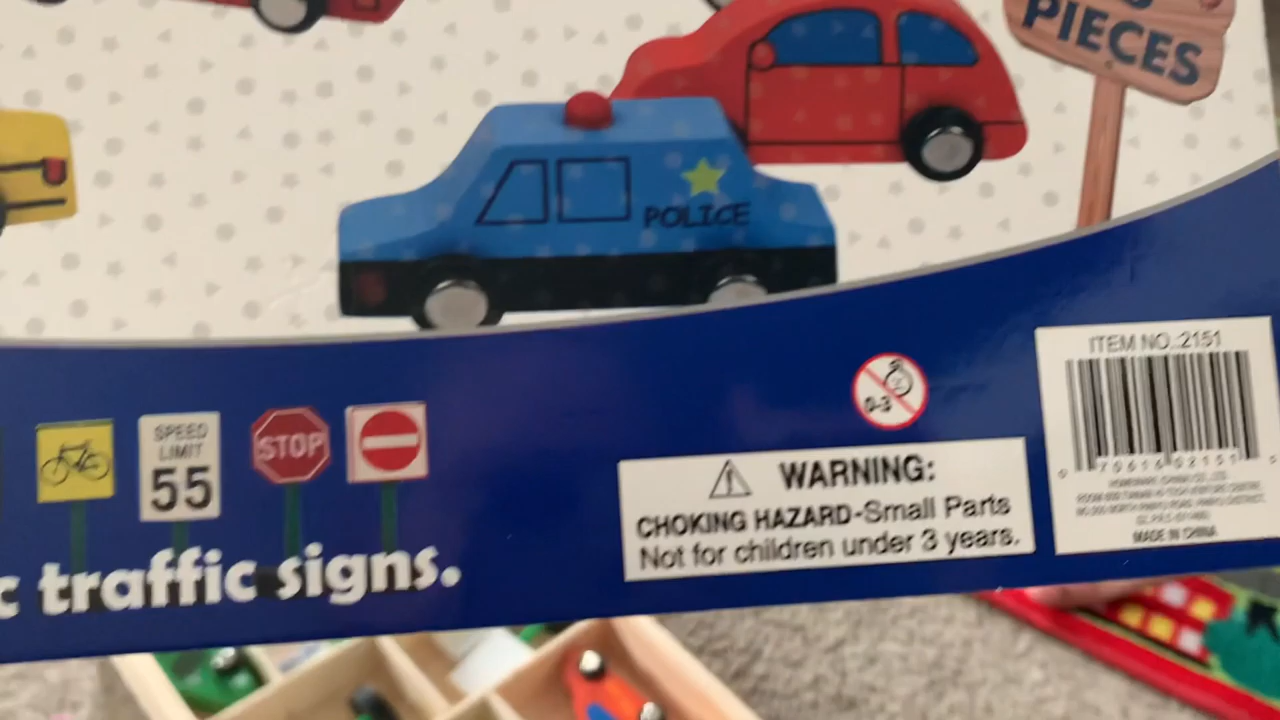 PIECES
POLICE
ITEM NO.:2151
0-3
SPEED
LIMIT
55
STOP
WARNING:
CHOKING HAZARD-Small Parts
Not for children under 3 years.
c traffic signs.
MADE IN CHINA